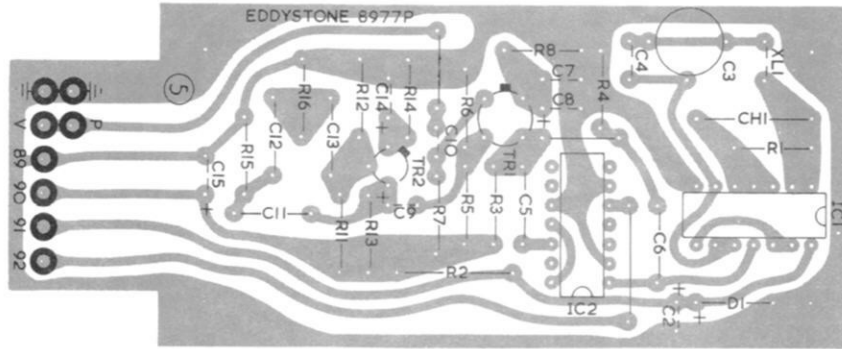 EDDYSTONE 8977P
5
V
P
89
90
91
92
R16
R12
C14
R14
C12
C13
R15
C15
C11
R11
R13
TR2
C9
C10
R6
R7
R5
R8
C7
C8
TR1
R3
C5
R2
R4
IC2
C4
C3
XL1
CH1
R1
IC1
C6
C2
D1